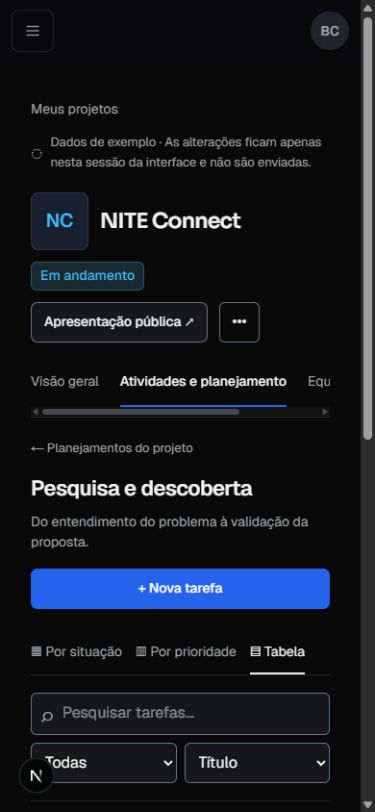 BC
Meus projetos
Dados de exemplo · As alterações ficam apenas
nesta sessão da interface e não são enviadas.
NC NITE Connect
Em andamento
Apresentação pública ↗ •••
Visão geral Atividades e planejamento Equ
← Planejamentos do projeto
Pesquisa e descoberta
Do entendimento do problema à validação da
proposta.
+ Nova tarefa
Por situação Por prioridade Tabela
Pesquisar tarefas...
Todas Título
N